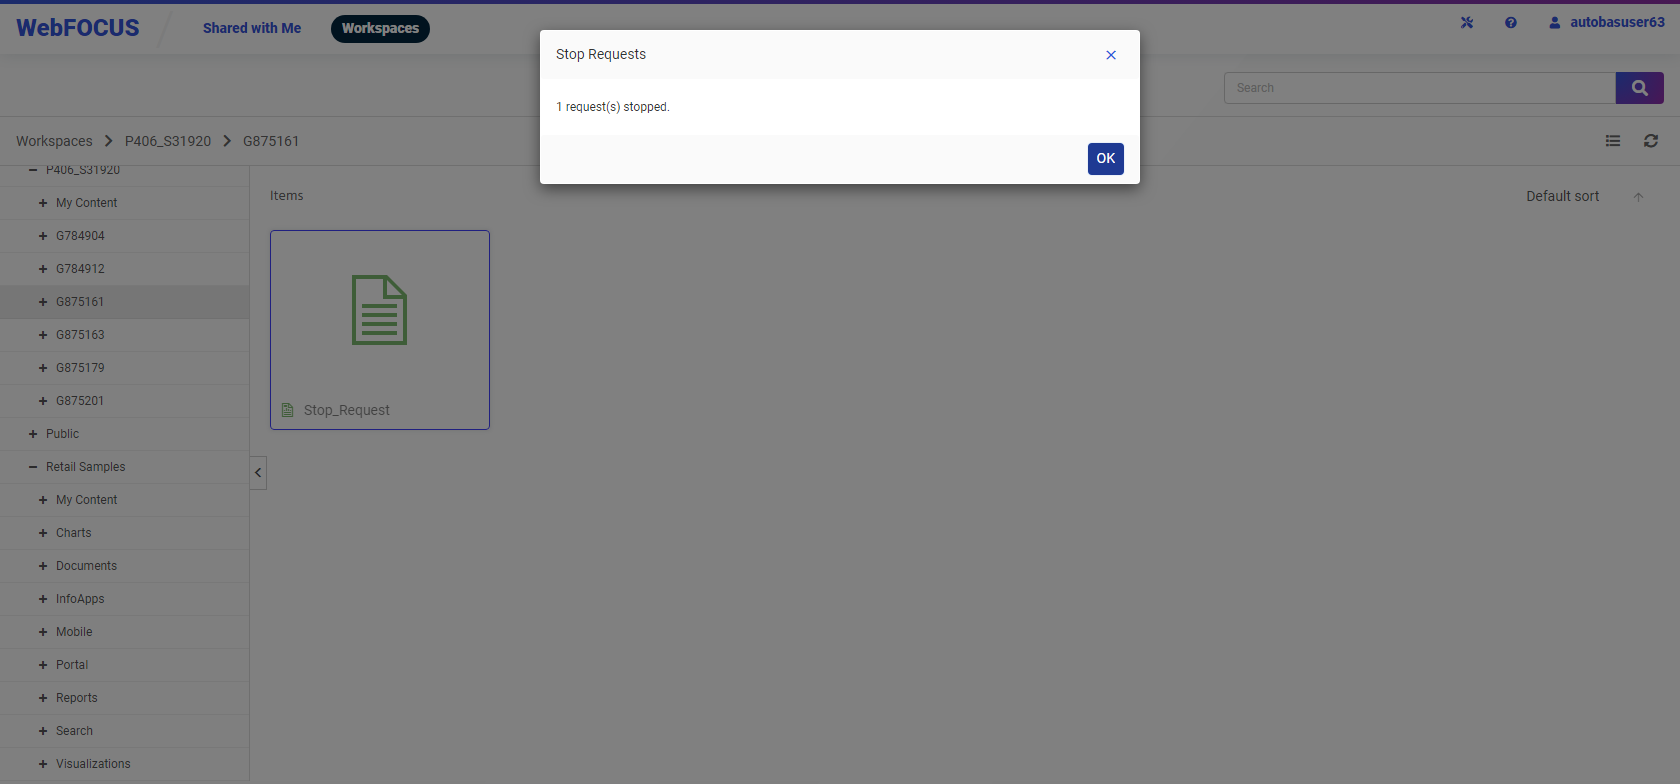 WebFOCUS
Shared with Me
Workspaces
autobasuser63
Stop Requests
1 request(s) stopped.
OK
Search
Workspaces > P406_S31920 > G875161
P406_S31920
My Content
G784904
G784912
G875161
G875163
G875179
G875201
Public
Retail Samples
My Content
Charts
Documents
InfoApps
Mobile
Portal
Reports
Search
Visualizations
Items
Default sort
Stop_Request